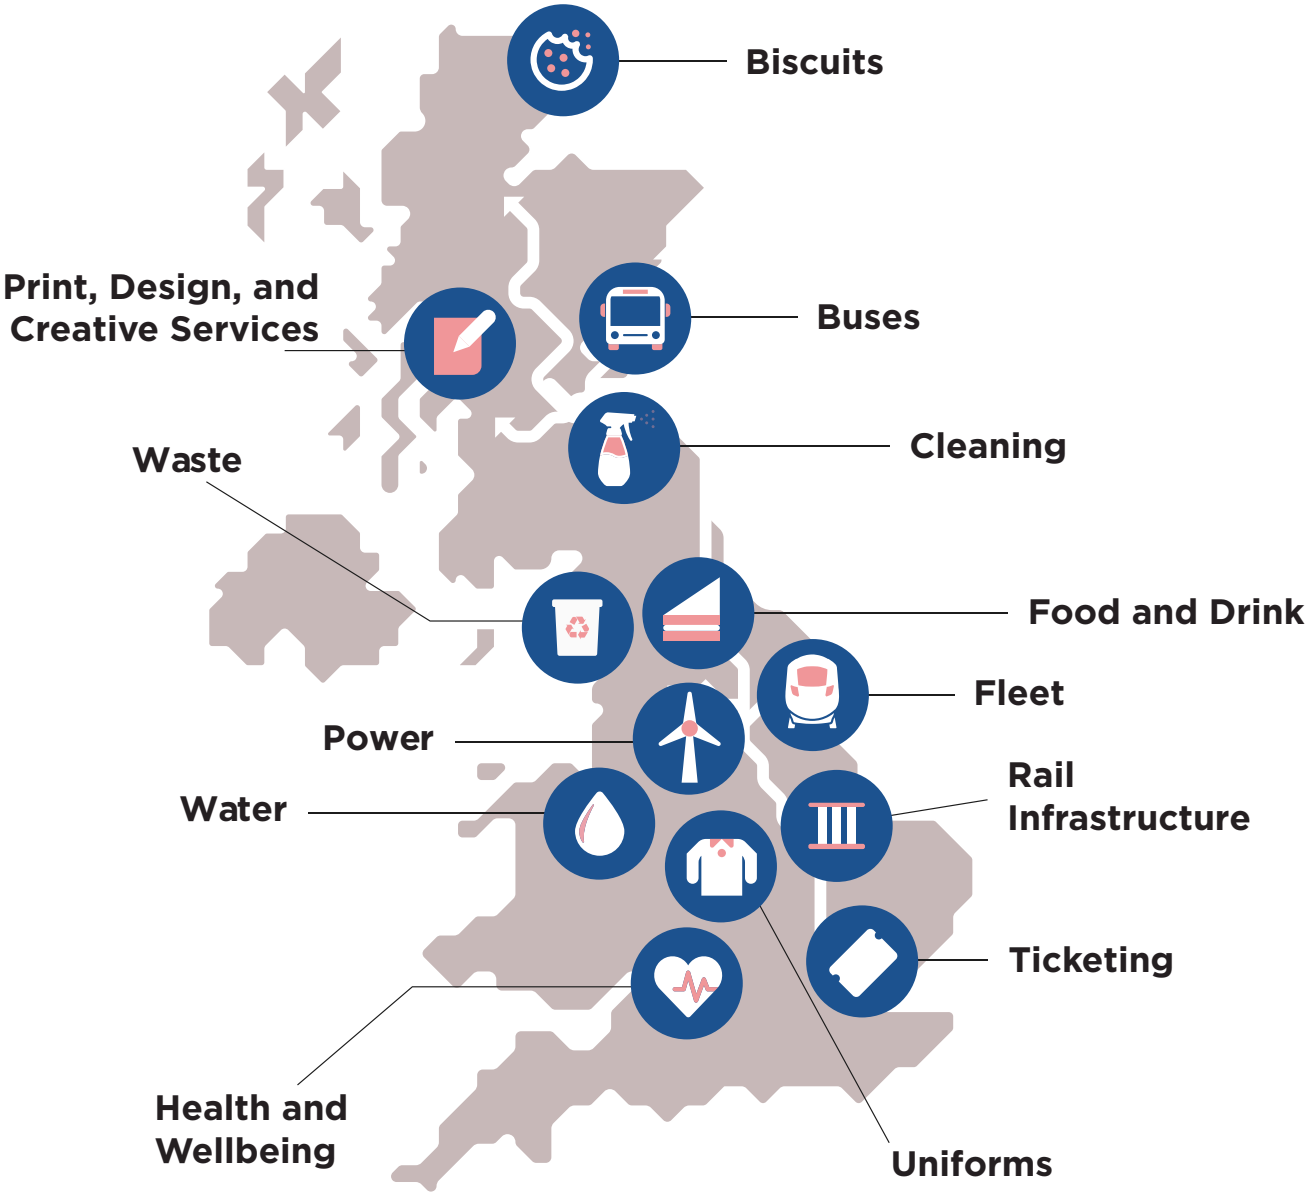 Biscuits
Print, Design, and
Creative Services
Buses
Waste
Cleaning
Food and Drink
Fleet
Power
Rail
Infrastructure
Water
Ticketing
Health and
Wellbeing
Uniforms